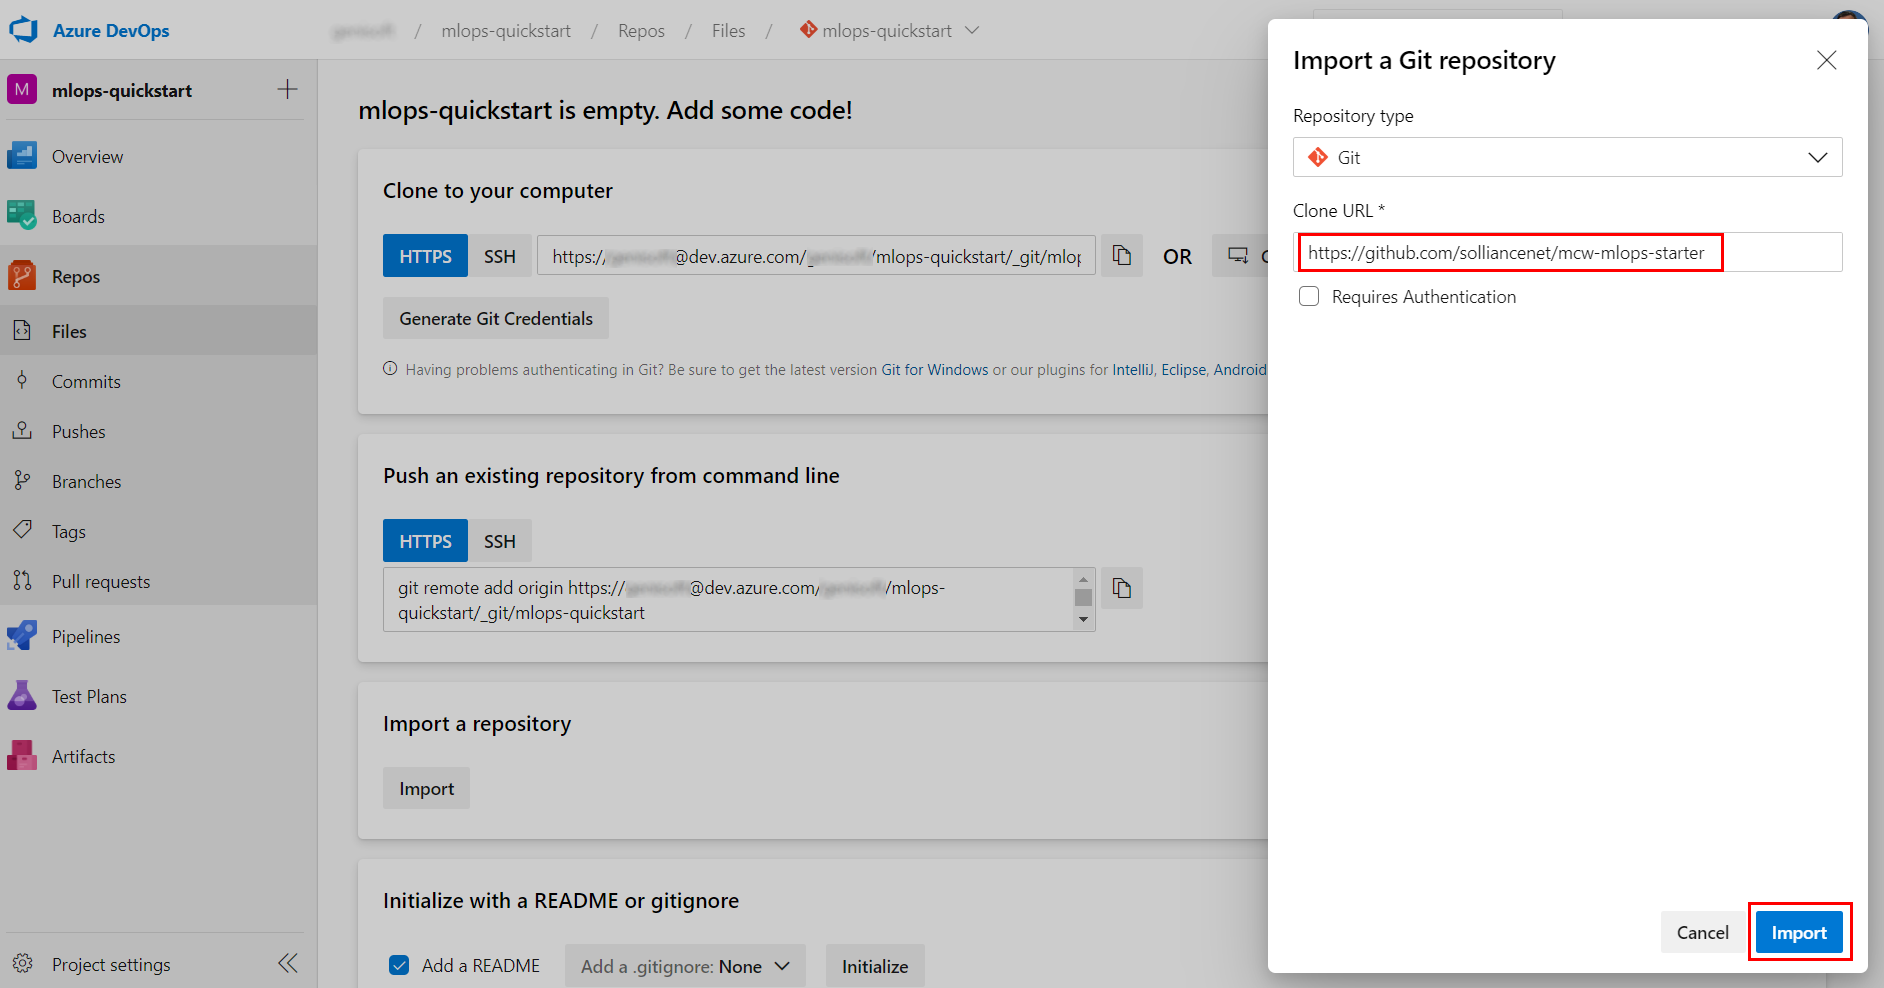 Azure DevOps
/ mlops-quickstart / Repos / Files / mlops-quickstart
M mlops-quickstart
Overview
Boards
Repos
Files
Commits
Pushes
Branches
Tags
Pull requests
Pipelines
Test Plans
Artifacts
Project settings
mlops-quickstart is empty. Add some code!
Clone to your computer
HTTPS SSH https:// @dev.azure.com/ /mlops-quickstart/_git/mlop OR
Generate Git Credentials
Having problems authenticating in Git? Be sure to get the latest version Git for Windows or our plugins for IntelliJ, Eclipse, Android
Push an existing repository from command line
HTTPS SSH
git remote add origin https:// @dev.azure.com/ /mlops-
quickstart/_git/mlops-quickstart
Import a repository
Import
Initialize with a README or gitignore
Add a README Add a .gitignore: None Initialize
Import a Git repository
Repository type
Git
Clone URL *
https://github.com/solliancenet/mcw-mlops-starter
Requires Authentication
Cancel Import